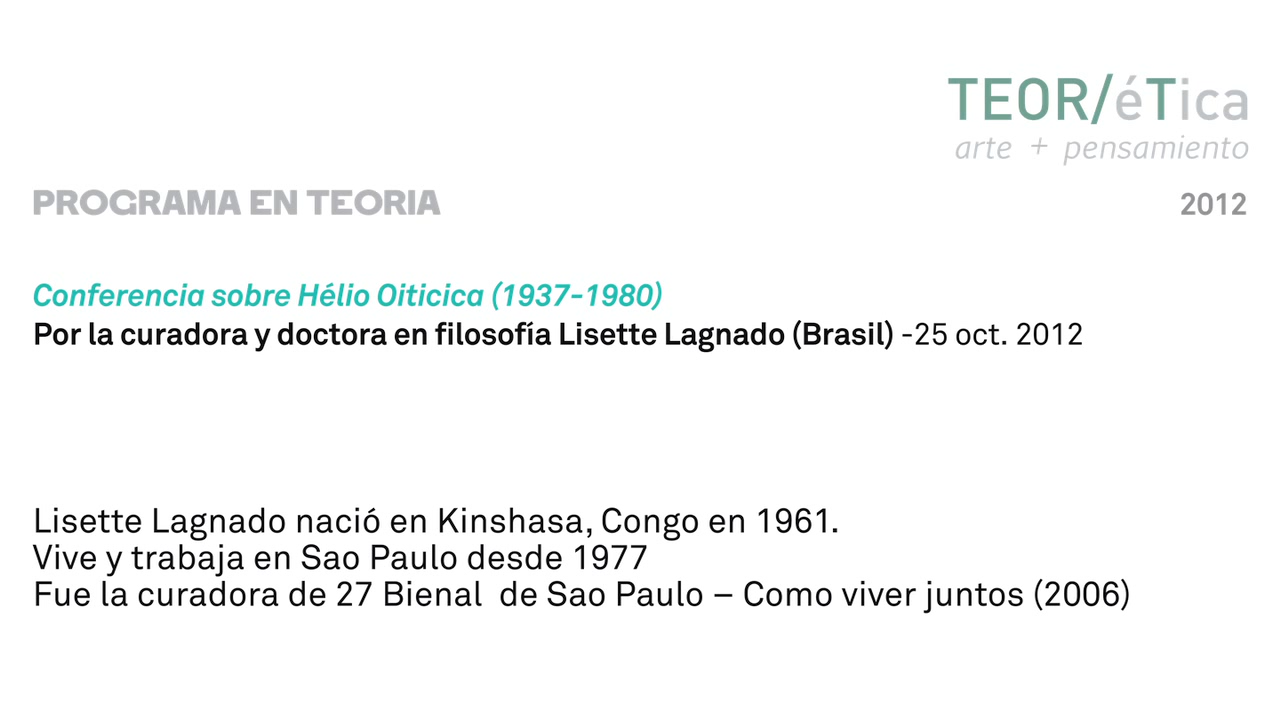 TEOR/éTica
arte + pensamiento
PROGRAMA EN TEORIA
2012
Conferencia sobre Hélio Oiticica (1937-1980)
Por la curadora y doctora en filosofía Lisette Lagnado (Brasil) -25 oct. 2012
Lisette Lagnado nació en Kinshasa, Congo en 1961.
Vive y trabaja en Sao Paulo desde 1977
Fue la curadora de 27 Bienal  de Sao Paulo – Como viver juntos (2006)